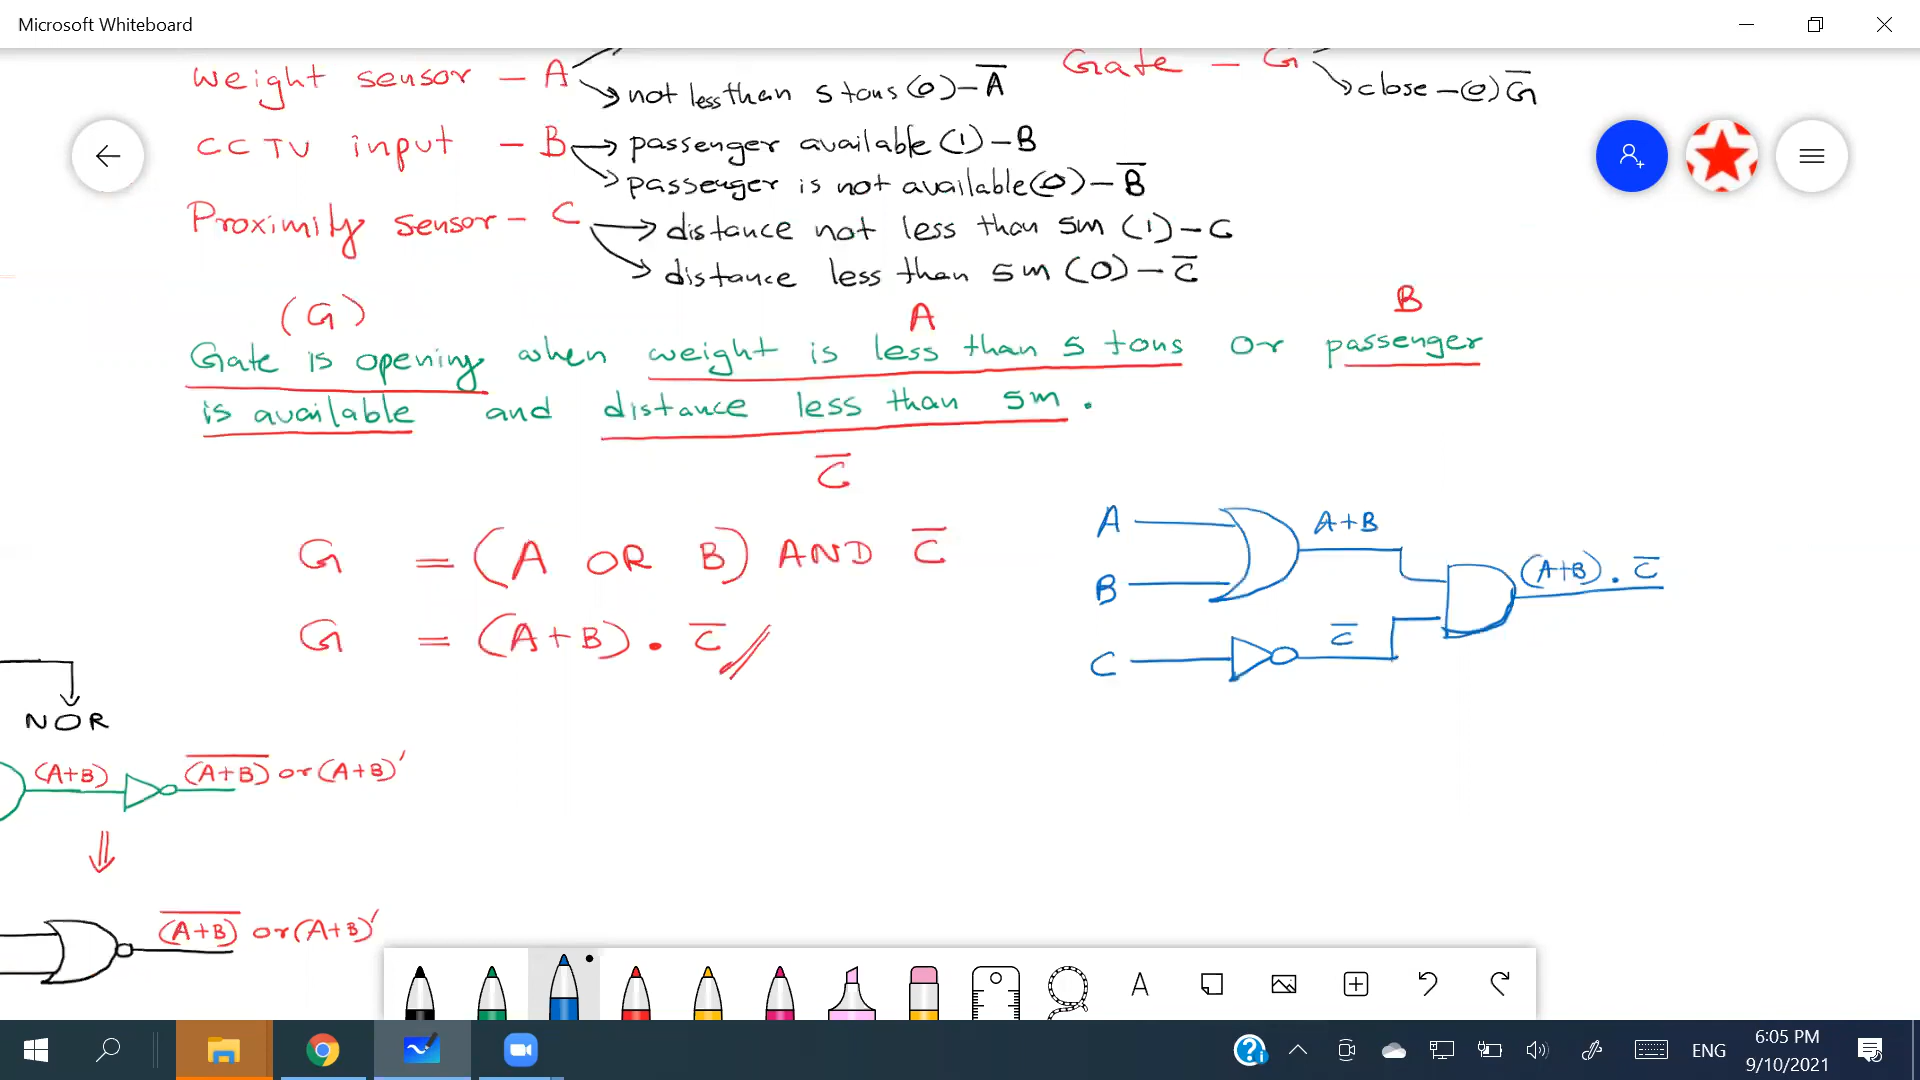 Microsoft Whiteboard
weight sensor - A
not less than 5 tons (0) - A̅
Gate - G
close - (0) G̅
CCTV input - B
passenger available (1) - B
passenger is not available (0) - B̅
Proximity sensor - C
distance not less than 5m (1) - C
distance less than 5m (0) - C̅
(G)
A
B
Gate is opening when weight is less than 5 tons or passenger
is available and distance less than 5m.
C̅
G = (A OR B) AND C̅
G = (A+B) . C̅
A
A+B
B
(A+B) . C̅
C
C̅
NOR
(A+B)
(A+B)̅ or (A+B)'
(A+B)̅ or (A+B)'
A
ENG
6:05 PM
9/10/2021